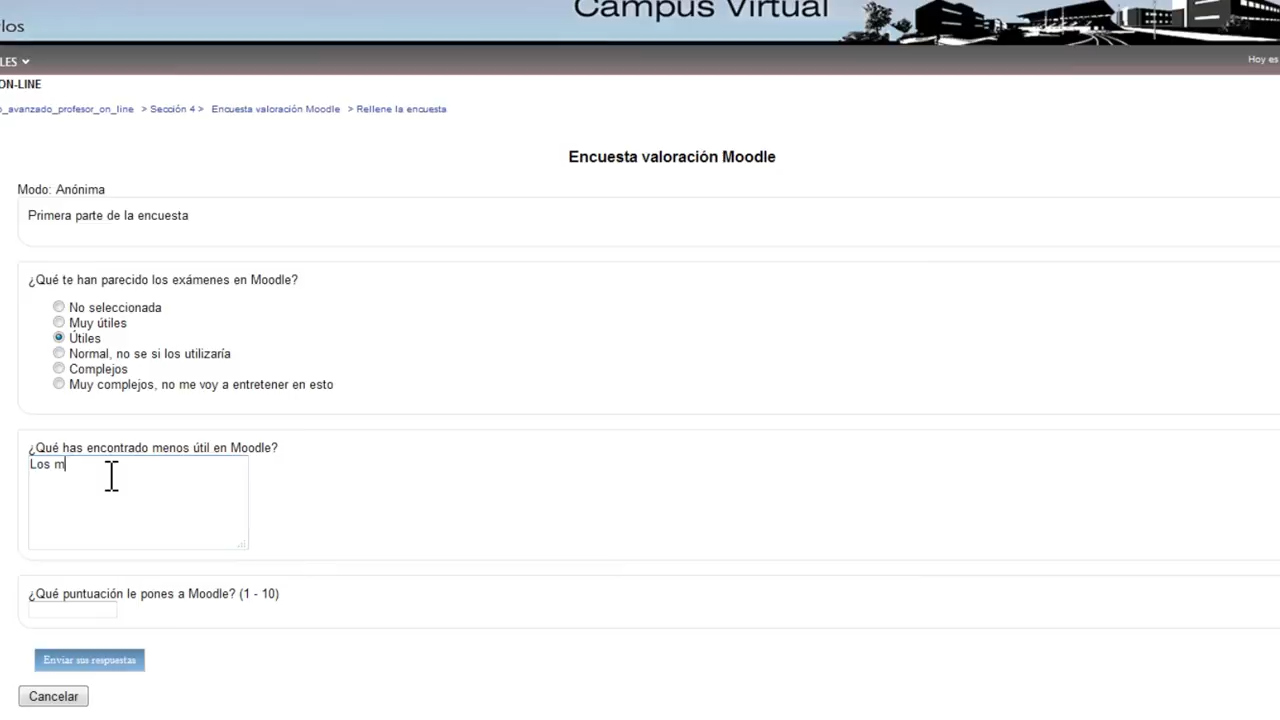 Campus Virtual
los
LES
Hoy es
ON-LINE
o_avanzado_profesor_on_line > Sección 4 > Encuesta valoración Moodle > Rellene la encuesta
Encuesta valoración Moodle
Modo: Anónima
Primera parte de la encuesta
¿Qué te han parecido los exámenes en Moodle?
No seleccionada
Muy útiles
Útiles
Normal, no se si los utilizaría
Complejos
Muy complejos, no me voy a entretener en esto
¿Qué has encontrado menos útil en Moodle?
Los m
¿Qué puntuación le pones a Moodle? (1 - 10)
Enviar sus respuestas
Cancelar